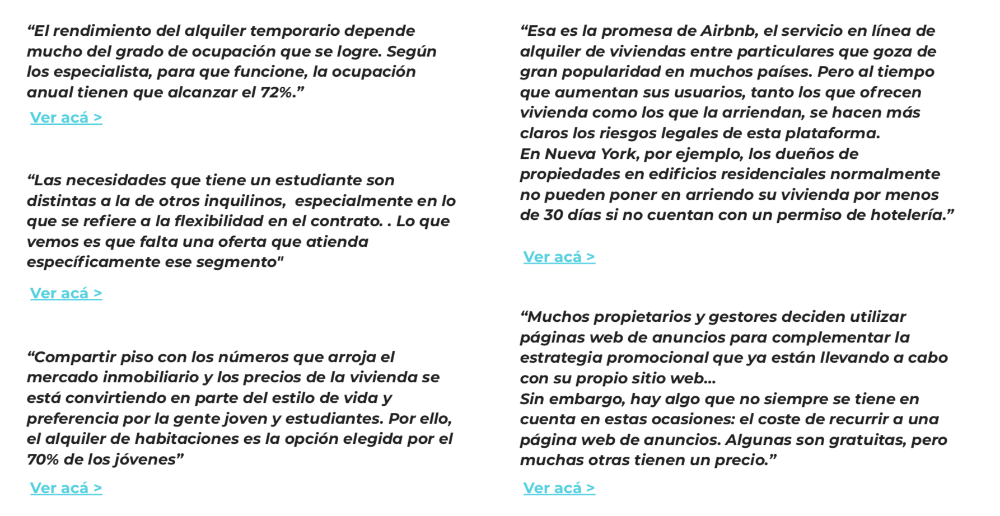 “El rendimiento del alquiler temporario depende
mucho del grado de ocupación que se logre. Según
los especialista, para que funcione, la ocupación
anual tienen que alcanzar el 72%.”
Ver acá >
“Las necesidades que tiene un estudiante son
distintas a la de otros inquilinos,  especialmente en lo
que se refiere a la flexibilidad en el contrato. . Lo que
vemos es que falta una oferta que atienda
específicamente ese segmento"
Ver acá >
“Compartir piso con los números que arroja el
mercado inmobiliario y los precios de la vivienda se
está convirtiendo en parte del estilo de vida y
preferencia por la gente joven y estudiantes. Por ello,
el alquiler de habitaciones es la opción elegida por el
70% de los jóvenes”
Ver acá >
“Esa es la promesa de Airbnb, el servicio en línea de
alquiler de viviendas entre particulares que goza de
gran popularidad en muchos países. Pero al tiempo
que aumentan sus usuarios, tanto los que ofrecen
vivienda como los que la arriendan, se hacen más
claros los riesgos legales de esta plataforma.
En Nueva York, por ejemplo, los dueños de
propiedades en edificios residenciales normalmente
no pueden poner en arriendo su vivienda por menos
de 30 días si no cuentan con un permiso de hotelería.”
Ver acá >
“Muchos propietarios y gestores deciden utilizar
páginas web de anuncios para complementar la
estrategia promocional que ya están llevando a cabo
con su propio sitio web...
Sin embargo, hay algo que no siempre se tiene en
cuenta en estas ocasiones: el coste de recurrir a una
página web de anuncios. Algunas son gratuitas, pero
muchas otras tienen un precio.”
Ver acá >